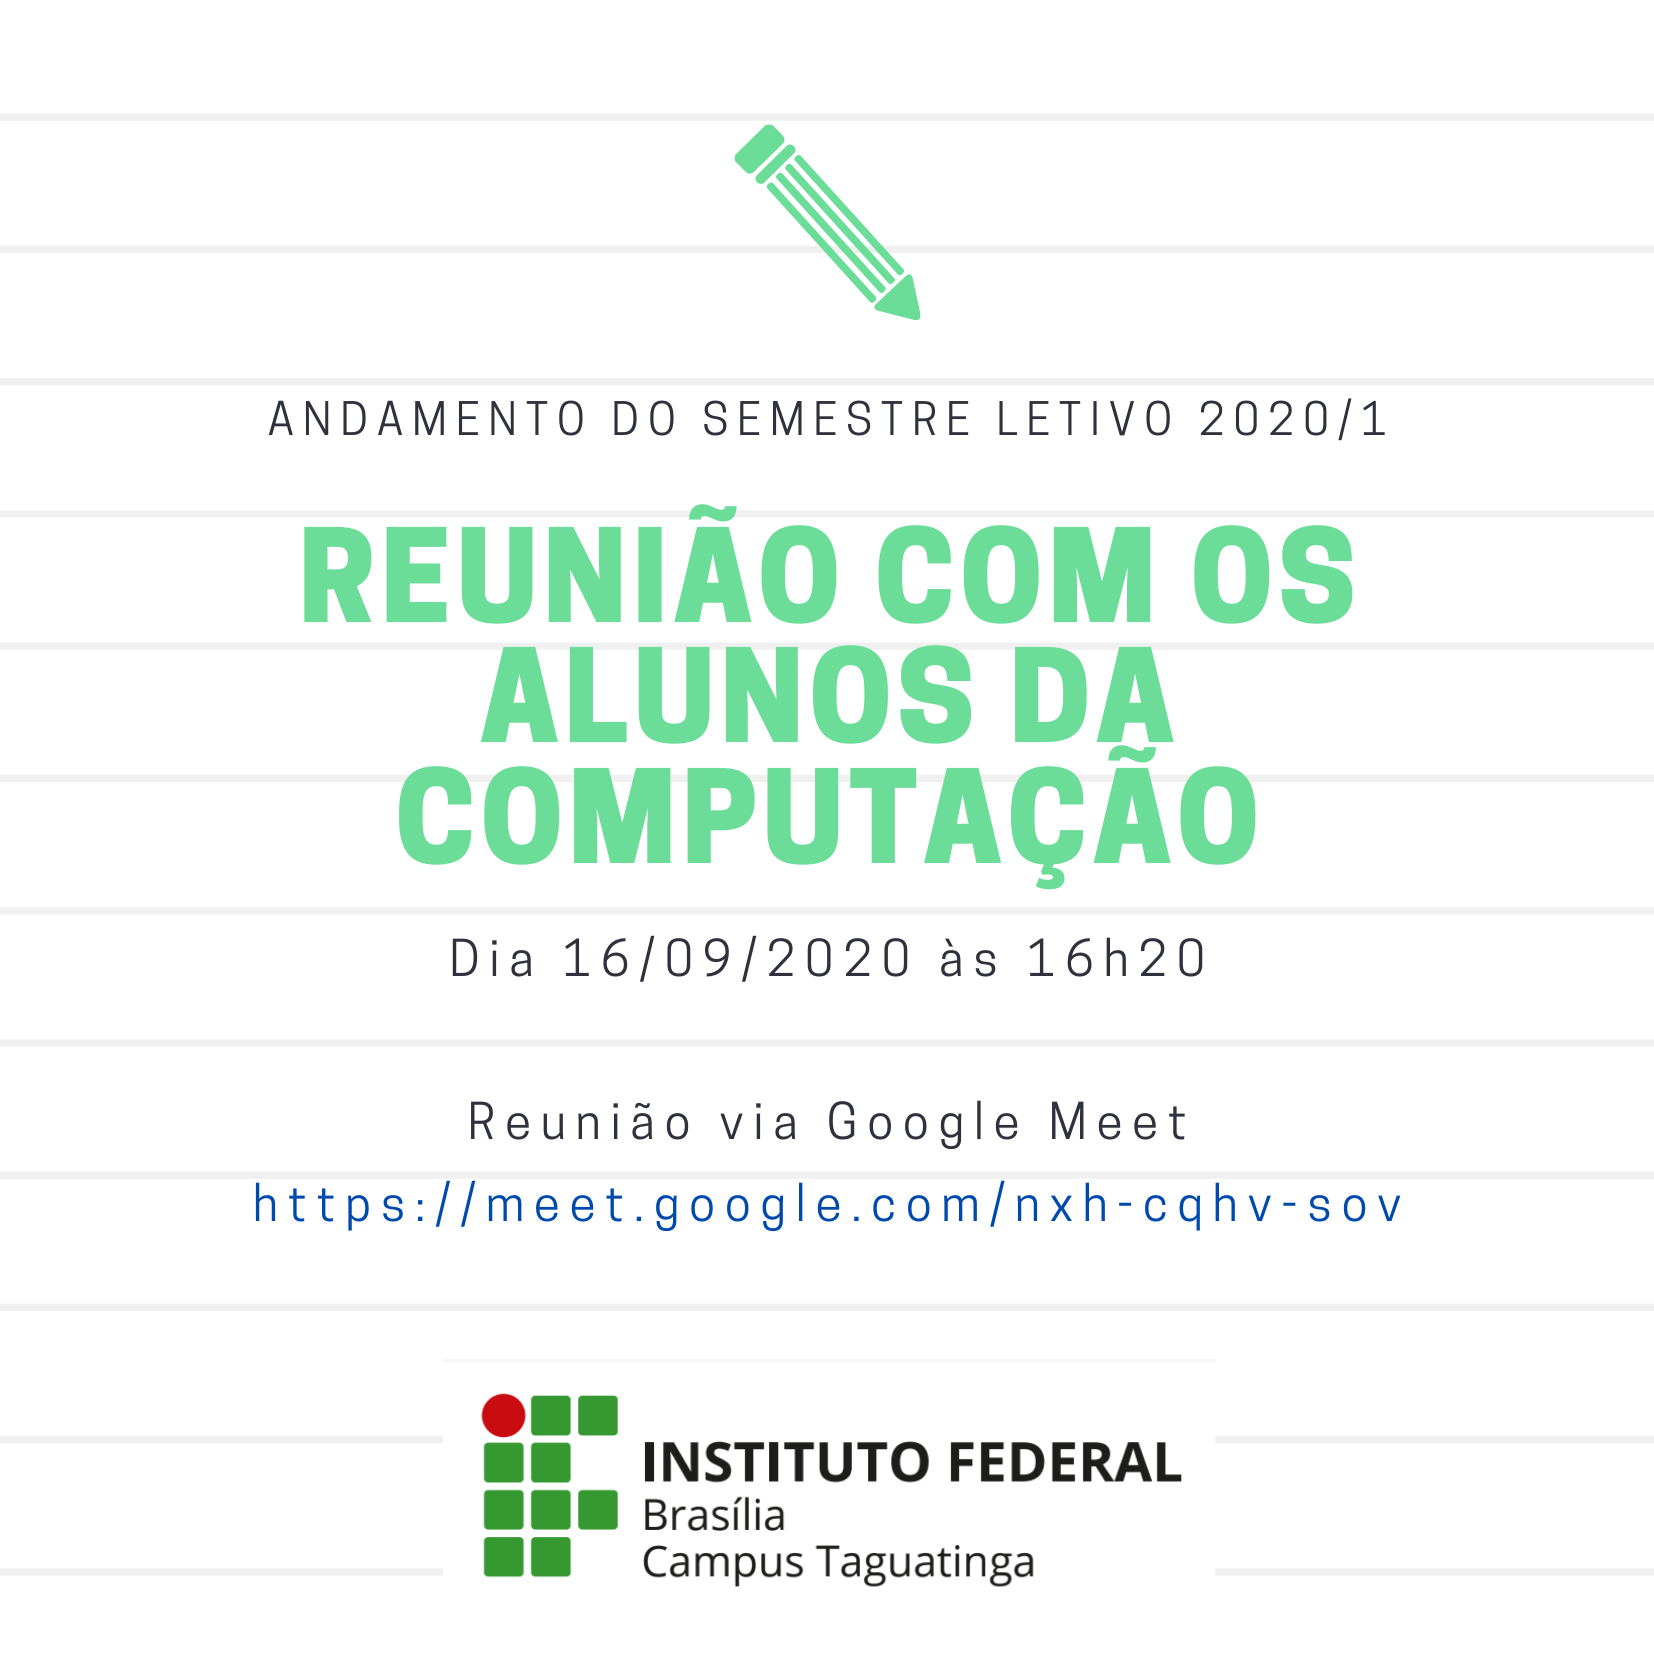 ANDAMENTO DO SEMESTRE LETIVO 2020/1
REUNIÃO COM OS
ALUNOS DA
COMPUTAÇÃO
Dia 16/09/2020 às 16h20
Reunião via Google Meet
https://meet.google.com/nxh-cqhv-sov
INSTITUTO FEDERAL
Brasília
Campus Taguatinga